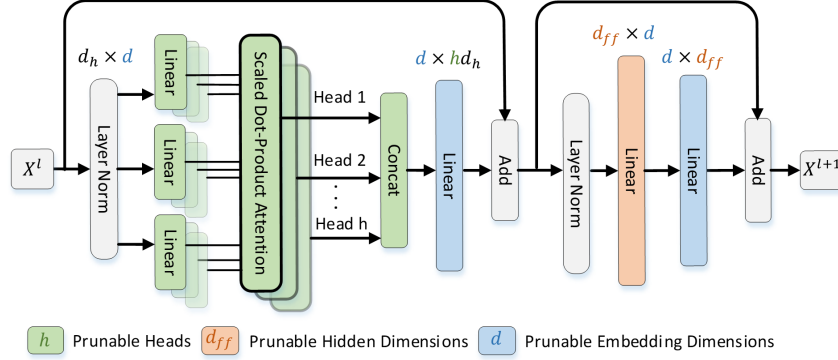 d_h × d
d_ff × d
d × d_ff
d × hd_h
X^l
Layer Norm
Linear
Linear
Linear
Scaled Dot-Product Attention
Head 1
Head 2
⋮
Head h
Concat
Linear
Add
Layer Norm
Linear
Linear
Add
X^{l+1}
h Prunable Heads
d_ff Prunable Hidden Dimensions
d Prunable Embedding Dimensions